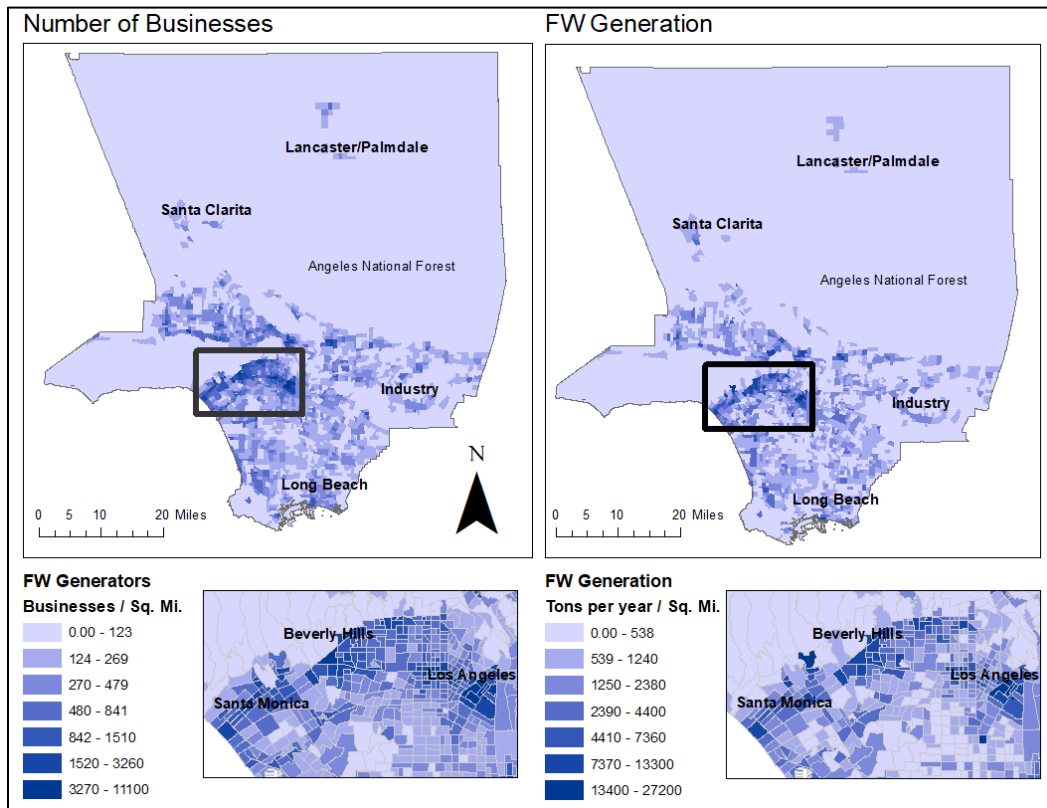 Number of Businesses
Lancaster/Palmdale
Santa Clarita
Angeles National Forest
Industry
Long Beach
N
0 5 10 20 Miles
FW Generation
Lancaster/Palmdale
Santa Clarita
Angeles National Forest
Industry
Long Beach
0 5 10 20 Miles
FW Generators
Businesses / Sq. Mi.
0.00 - 123
124 - 269
270 - 479
480 - 841
842 - 1510
1520 - 3260
3270 - 11100
Beverly Hills
Los Angeles
Santa Monica
FW Generation
Tons per year / Sq. Mi.
0.00 - 538
539 - 1240
1250 - 2380
2390 - 4400
4410 - 7360
7370 - 13300
13400 - 27200
Beverly Hills
Los Angeles
Santa Monica